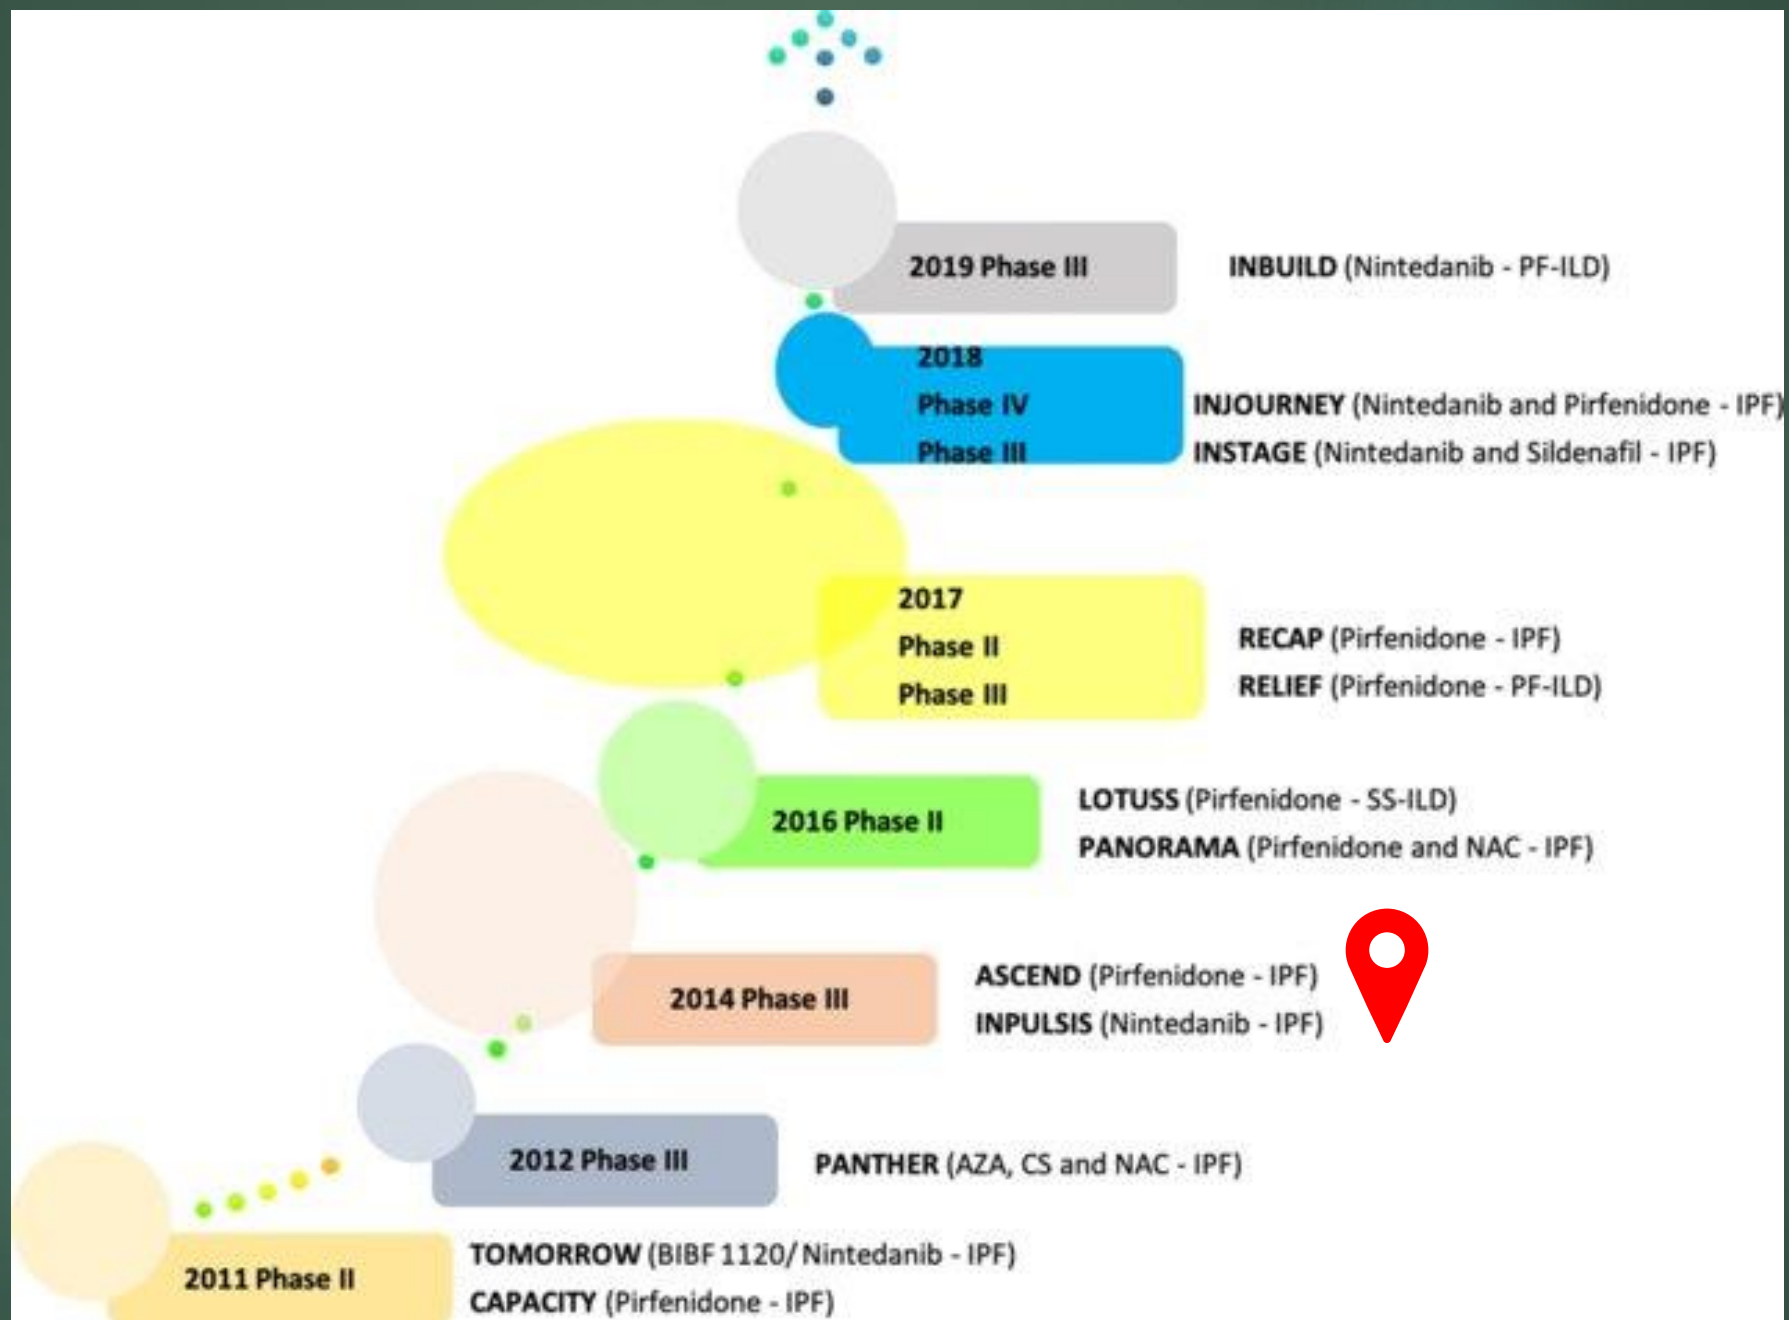 2019 Phase III
INBUILD (Nintedanib - PF-ILD)
2018
Phase IV
INJOURNEY (Nintedanib and Pirfenidone - IPF)
Phase III
INSTAGE (Nintedanib and Sildenafil - IPF)
2017
Phase II
RECAP (Pirfenidone - IPF)
Phase III
RELIEF (Pirfenidone - PF-ILD)
2016 Phase II
LOTUSS (Pirfenidone - SS-ILD)
PANORAMA (Pirfenidone and NAC - IPF)
2014 Phase III
ASCEND (Pirfenidone - IPF)
INPULSIS (Nintedanib - IPF)
2012 Phase III
PANTHER (AZA, CS and NAC - IPF)
2011 Phase II
TOMORROW (BIBF 1120/ Nintedanib - IPF)
CAPACITY (Pirfenidone - IPF)